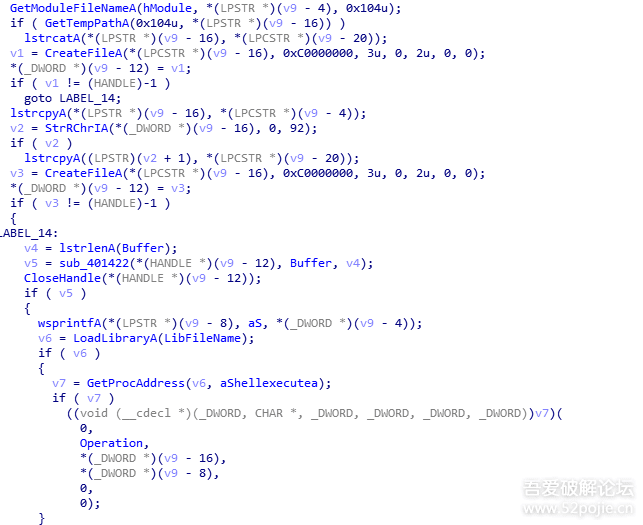 GetModuleFileNameA(hModule, *(LPSTR *)(v9 - 4), 0x104u);
if ( GetTempPathA(0x104u, *(LPSTR *)(v9 - 16)) )
lstrcatA(*(LPSTR *)(v9 - 16), *(LPCSTR *)(v9 - 20));
v1 = CreateFileA(*(LPCSTR *)(v9 - 16), 0xC0000000, 3u, 0, 2u, 0, 0);
*(_DWORD *)(v9 - 12) = v1;
if ( v1 != (HANDLE)-1 )
goto LABEL_14;
lstrcpyA(*(LPSTR *)(v9 - 16), *(LPCSTR *)(v9 - 4));
v2 = StrRChrIA(*(_DWORD *)(v9 - 16), 0, 92);
if ( v2 )
lstrcpyA((LPSTR)(v2 + 1), *(LPCSTR *)(v9 - 20));
v3 = CreateFileA(*(LPCSTR *)(v9 - 16), 0xC0000000, 3u, 0, 2u, 0, 0);
*(_DWORD *)(v9 - 12) = v3;
if ( v3 != (HANDLE)-1 )
{
LABEL_14:
v4 = lstrlenA(Buffer);
v5 = sub_401422(*(HANDLE *)(v9 - 12), Buffer, v4);
CloseHandle(*(HANDLE *)(v9 - 12));
if ( v5 )
{
wsprintfA(*(LPSTR *)(v9 - 8), aS, *(_DWORD *)(v9 - 4));
v6 = LoadLibraryA(LibFileName);
if ( v6 )
{
v7 = GetProcAddress(v6, aShellexecutea);
if ( v7 )
((void (__cdecl *)(_DWORD, CHAR *, _DWORD, _DWORD, _DWORD, _DWORD))v7)(
0,
Operation,
*(_DWORD *)(v9 - 16),
*(_DWORD *)(v9 - 8),
0,
0);
}
吾爱破解论坛
www.52pojie.cn